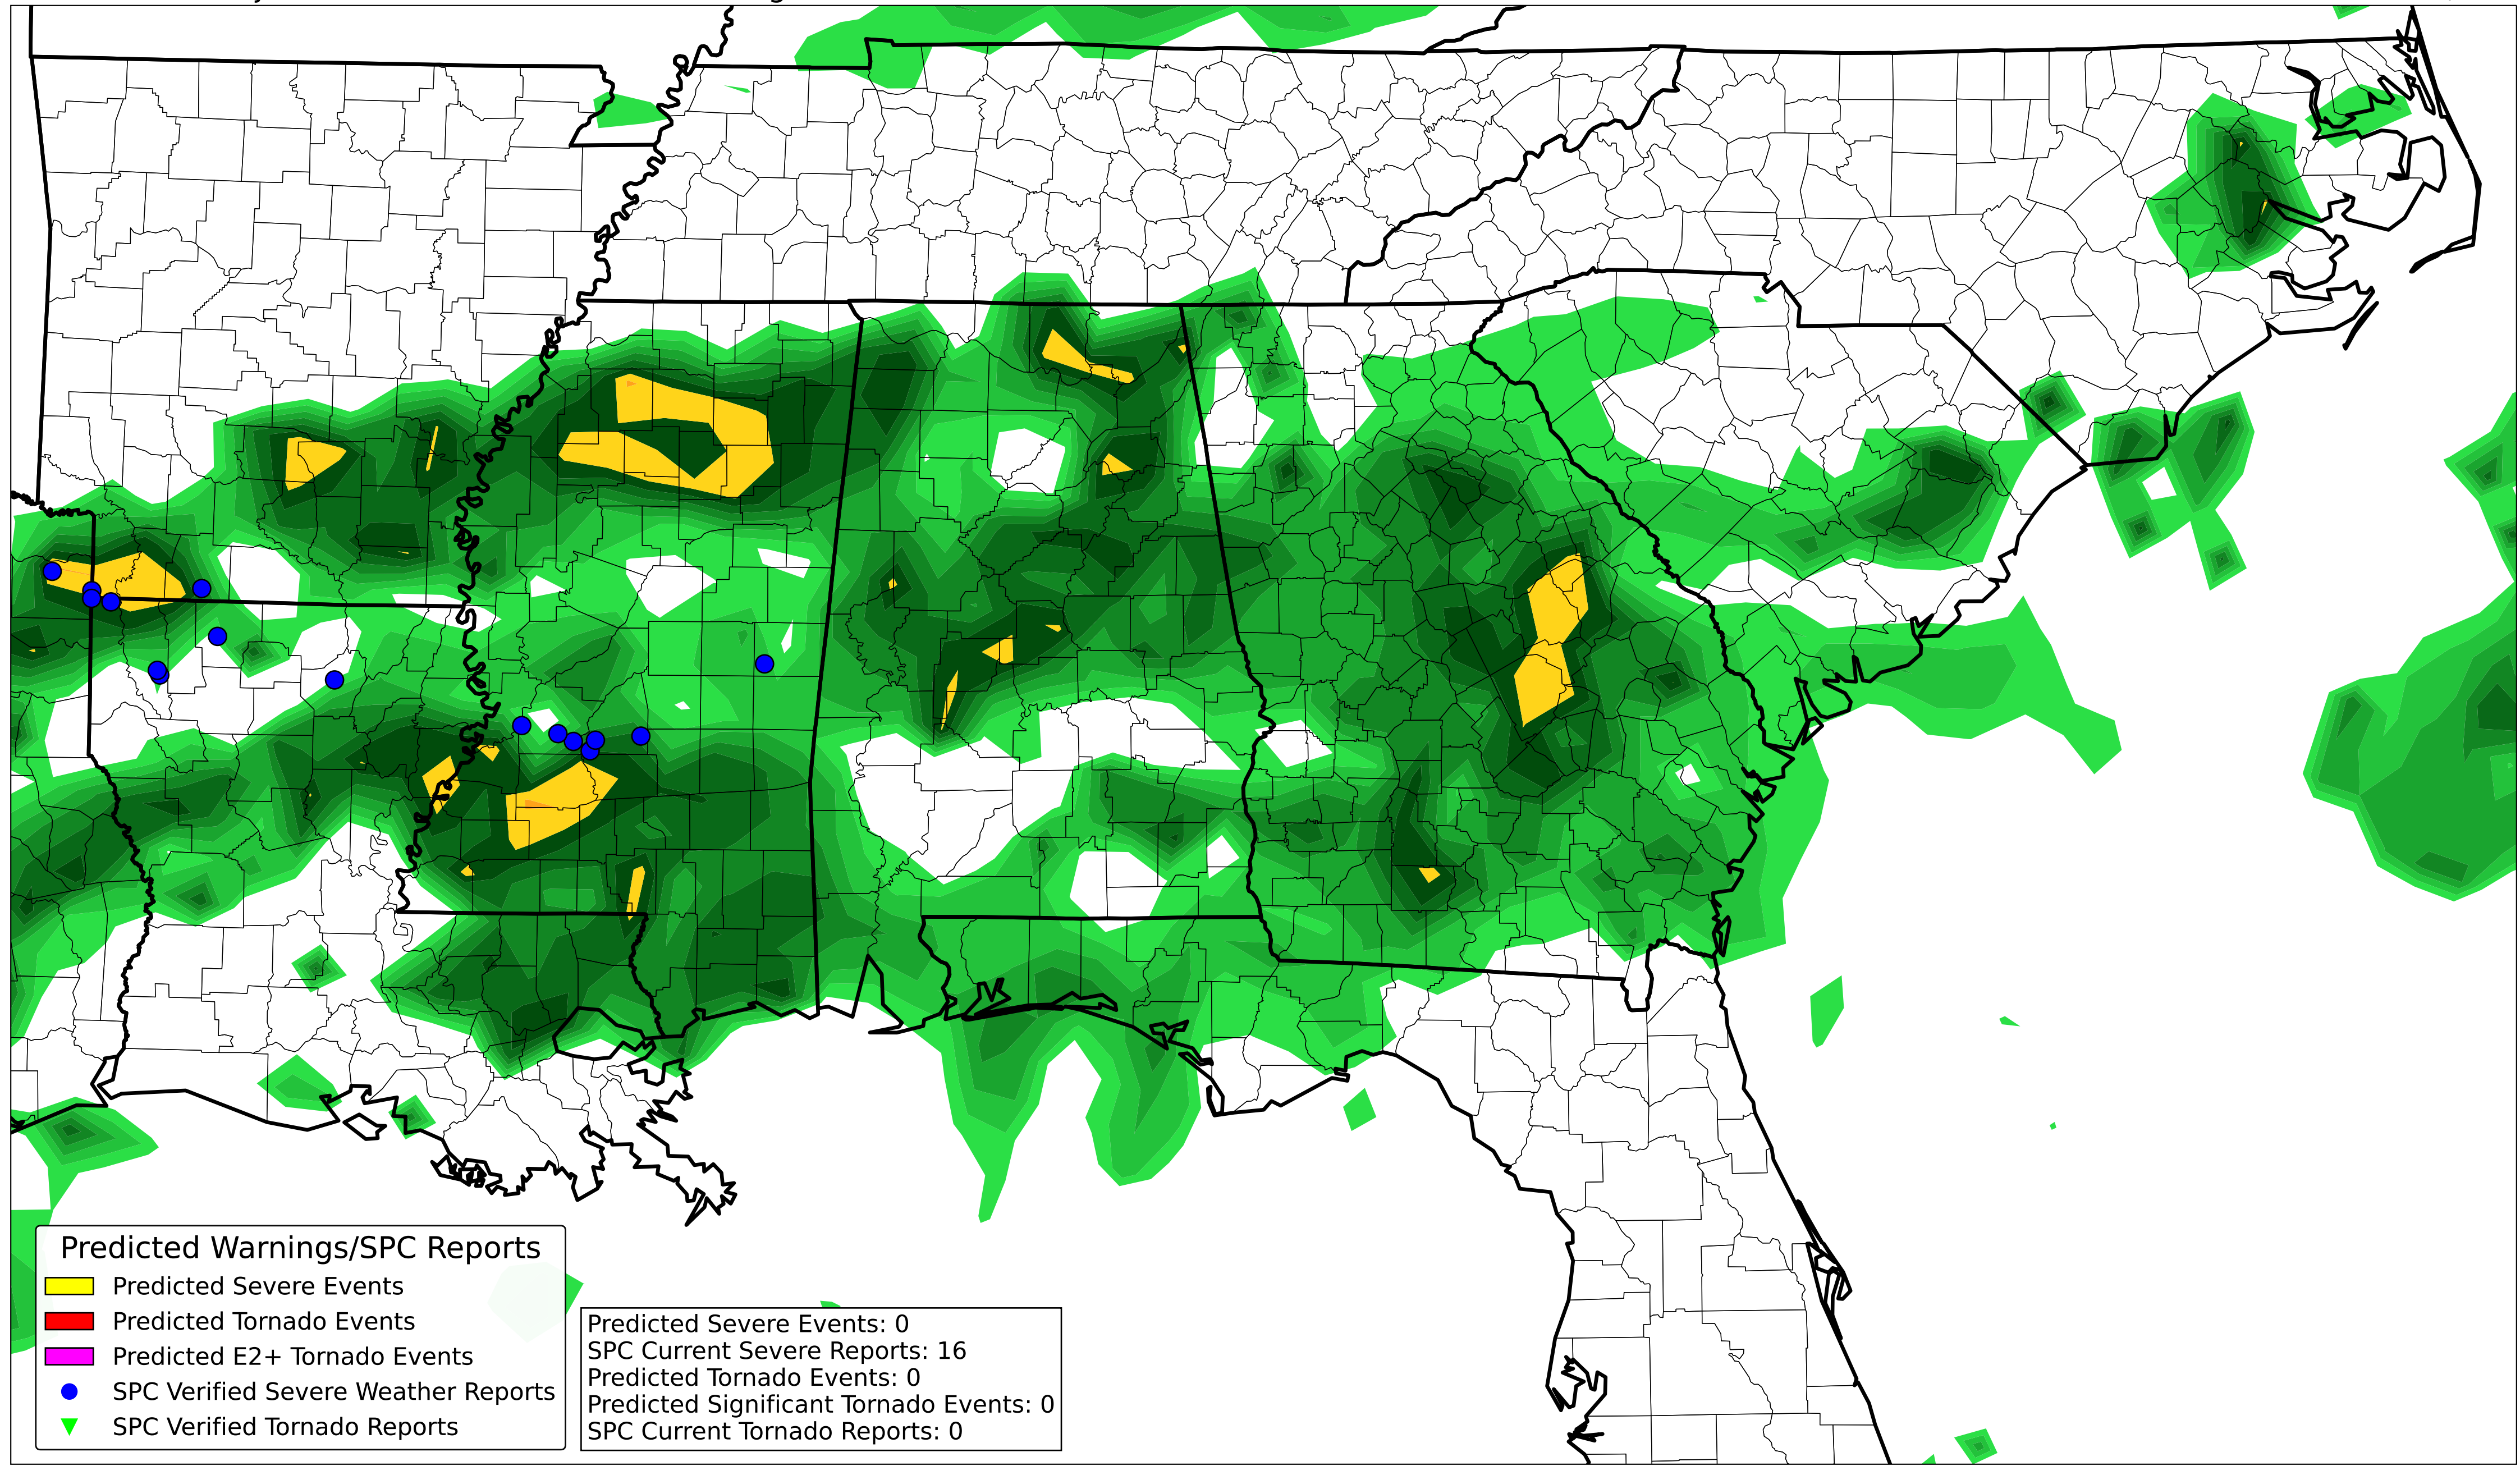 Predicted Warnings/SPC Reports
Predicted Severe Events
Predicted Tornado Events
Predicted E2+ Tornado Events
SPC Verified Severe Weather Reports
SPC Verified Tornado Reports
Predicted Severe Events: 0
SPC Current Severe Reports: 16
Predicted Tornado Events: 0
Predicted Significant Tornado Events: 0
SPC Current Tornado Reports: 0